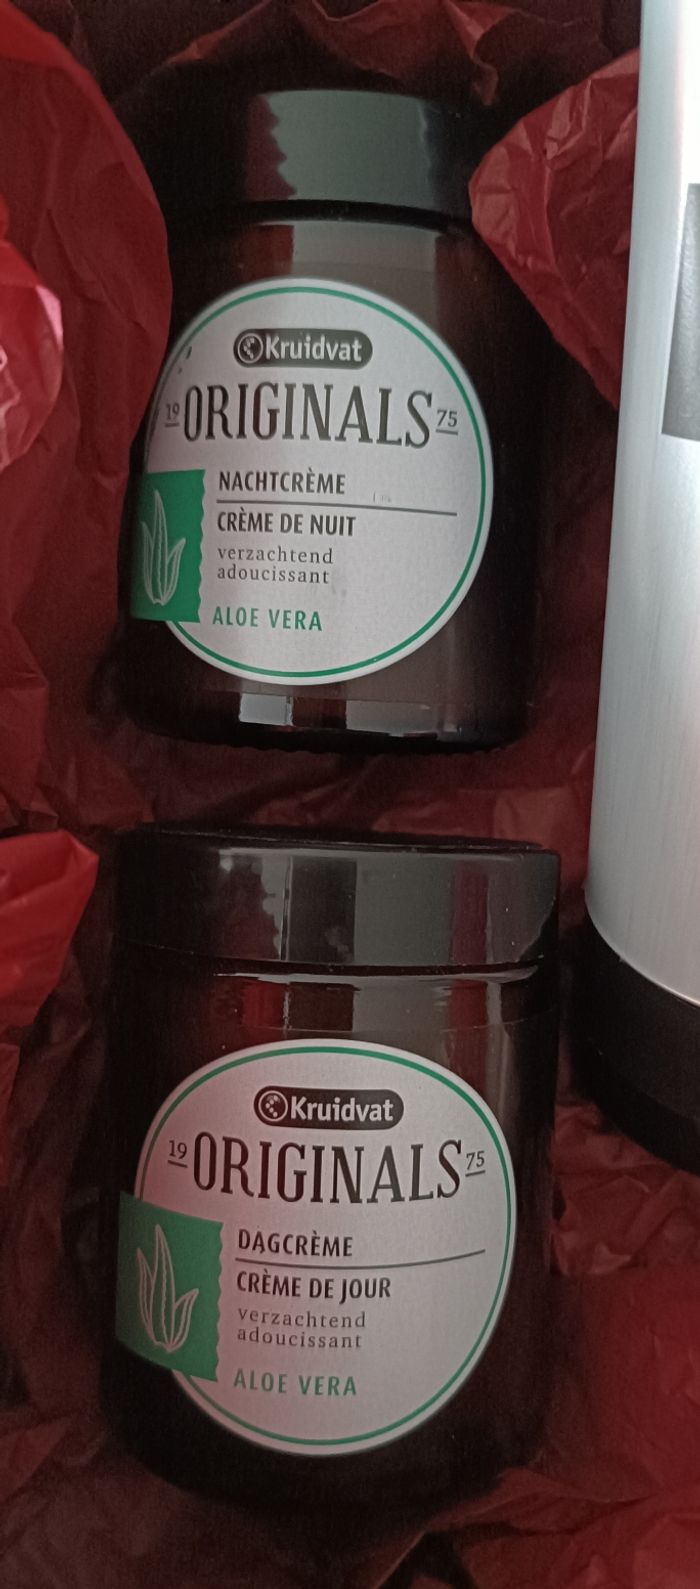 Kruidvat
19 ORIGINALS 75
NACHTCRÈME
CRÈME DE NUIT
verzachtend
adoucissant
ALOE VERA
Kruidvat
19 ORIGINALS 75
DAGCRÈME
CRÈME DE JOUR
verzachtend
adoucissant
ALOE VERA